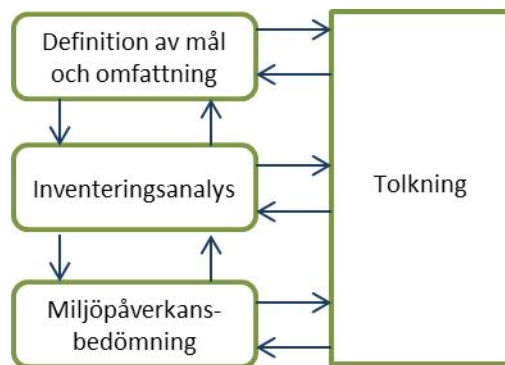 Definition av mål
och omfattning
Inventeringsanalys
Tolkning
Miljöpåverkans-
bedömning